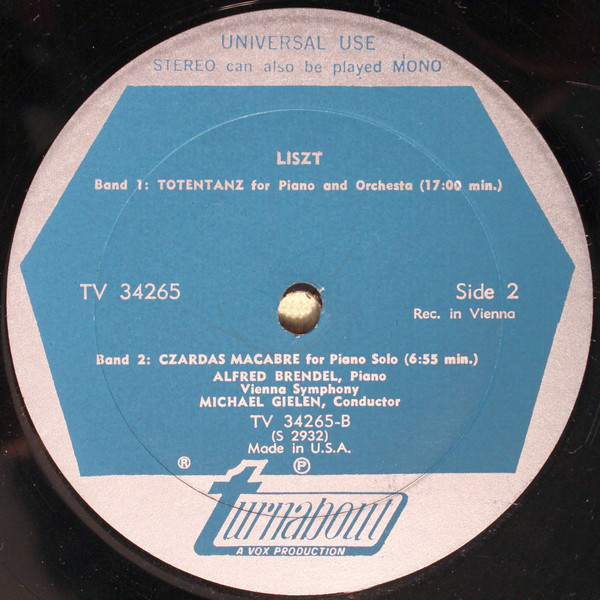 UNIVERSAL USE
STEREO can also be played MONO
LISZT
Band 1: TOTENTANZ for Piano and Orchesta (17:00 min.)
TV 34265
Side 2
Rec. in Vienna
Band 2: CZARDAS MACABRE for Piano Solo (6:55 min.)
ALFRED BRENDEL, Piano
Vienna Symphony
MICHAEL GIELEN, Conductor
TV 34265-B
(S 2932)
Made in U.S.A.
® ℗
turnabout
A VOX PRODUCTION